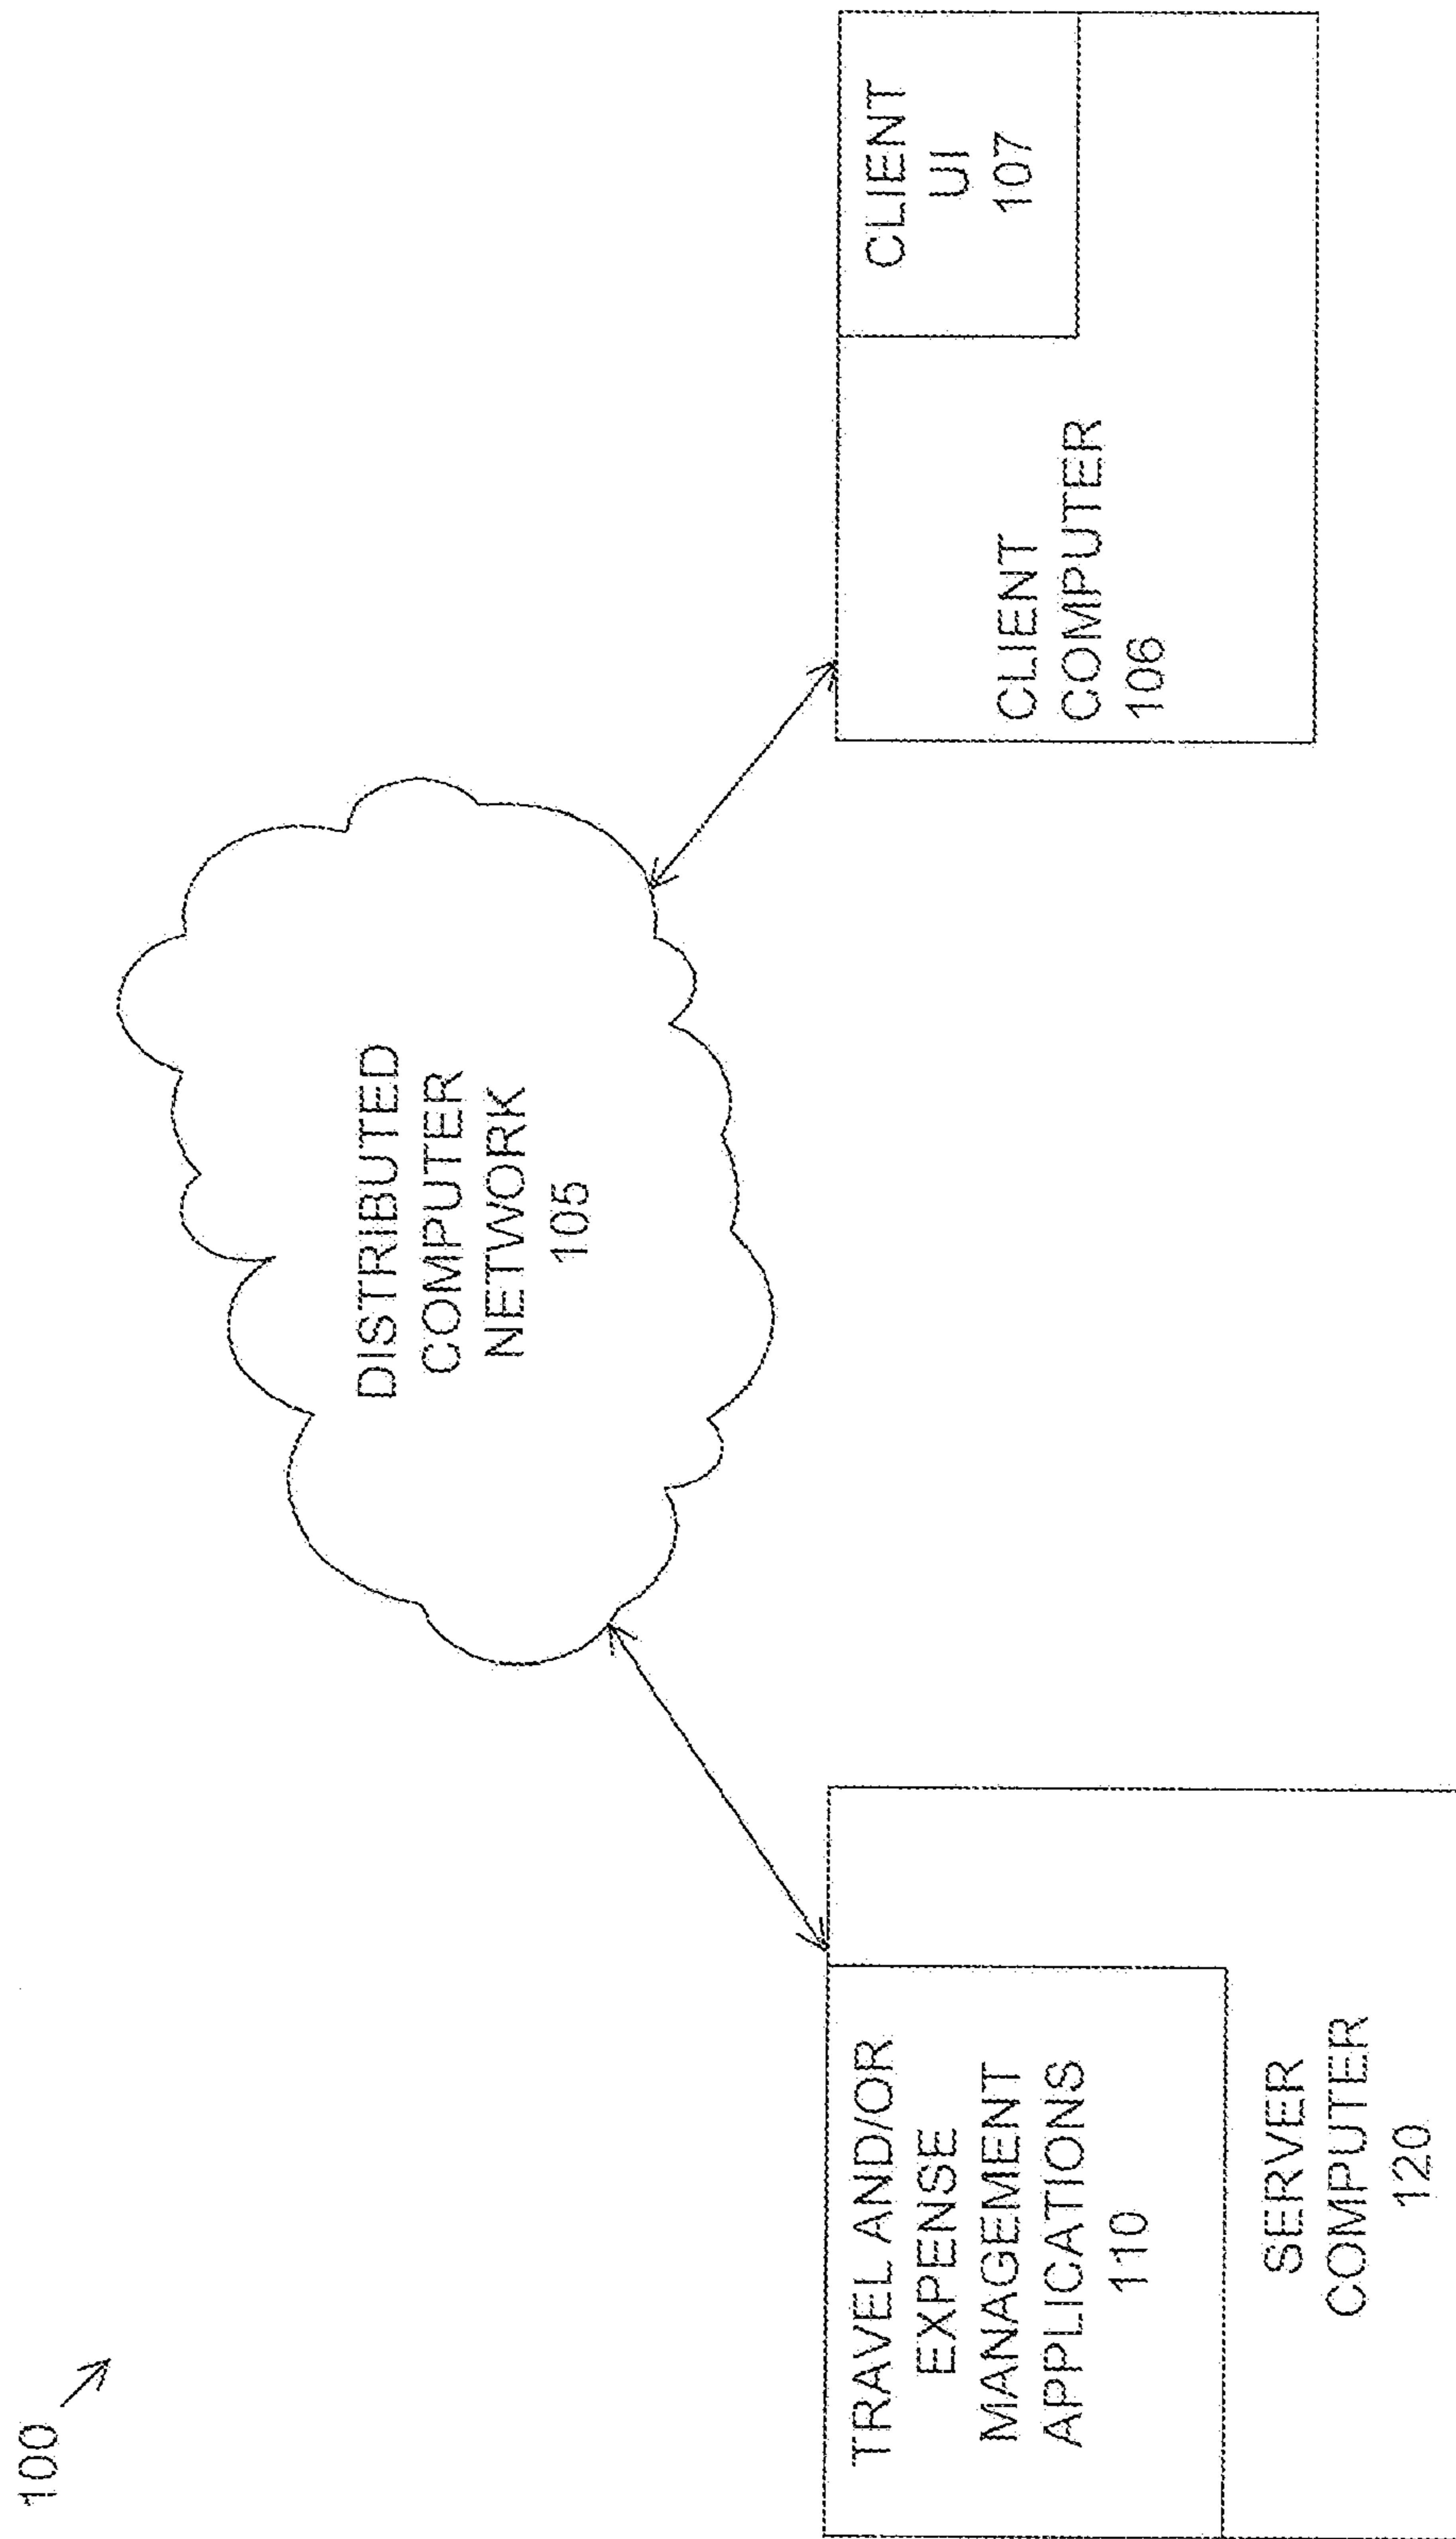 100
DISTRIBUTED
COMPUTER
NETWORK
105
TRAVEL AND/OR
EXPENSE
MANAGEMENT
APPLICATIONS
110
SERVER
COMPUTER
120
CLIENT
UI
107
CLIENT
COMPUTER
106